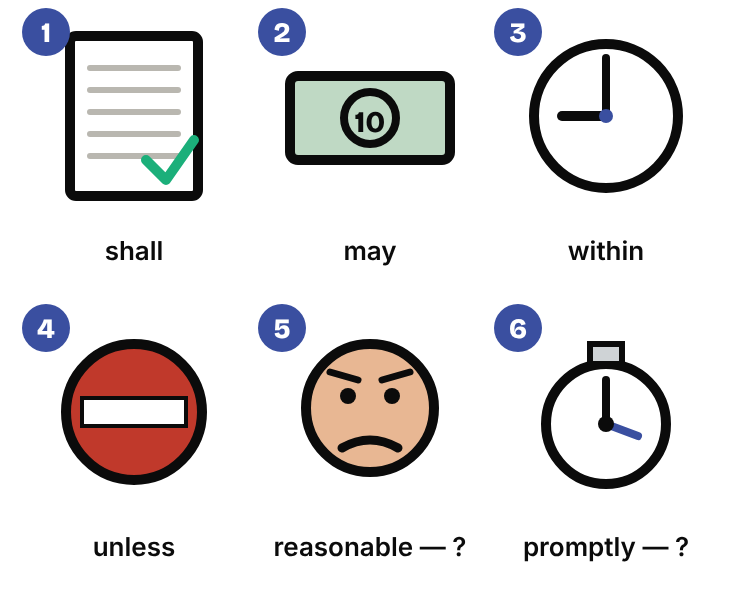 1
2
10
3
shall
may
within
4
5
6
unless
reasonable — ?
promptly — ?